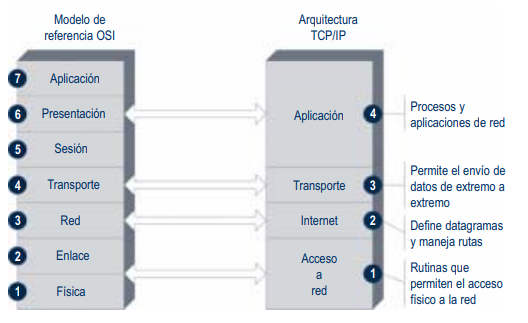 Modelo de
referencia OSI
7 Aplicación
6 Presentación
5 Sesión
4 Transporte
3 Red
2 Enlace
1 Física
Arquitectura
TCP/IP
Aplicación 4
Transporte 3
Internet 2
Acceso
a
red 1
Procesos y
aplicaciones de red
Permite el envío de
datos de extremo a
extremo
Define datagramas
y maneja rutas
Rutinas que
permiten el acceso
físico a la red